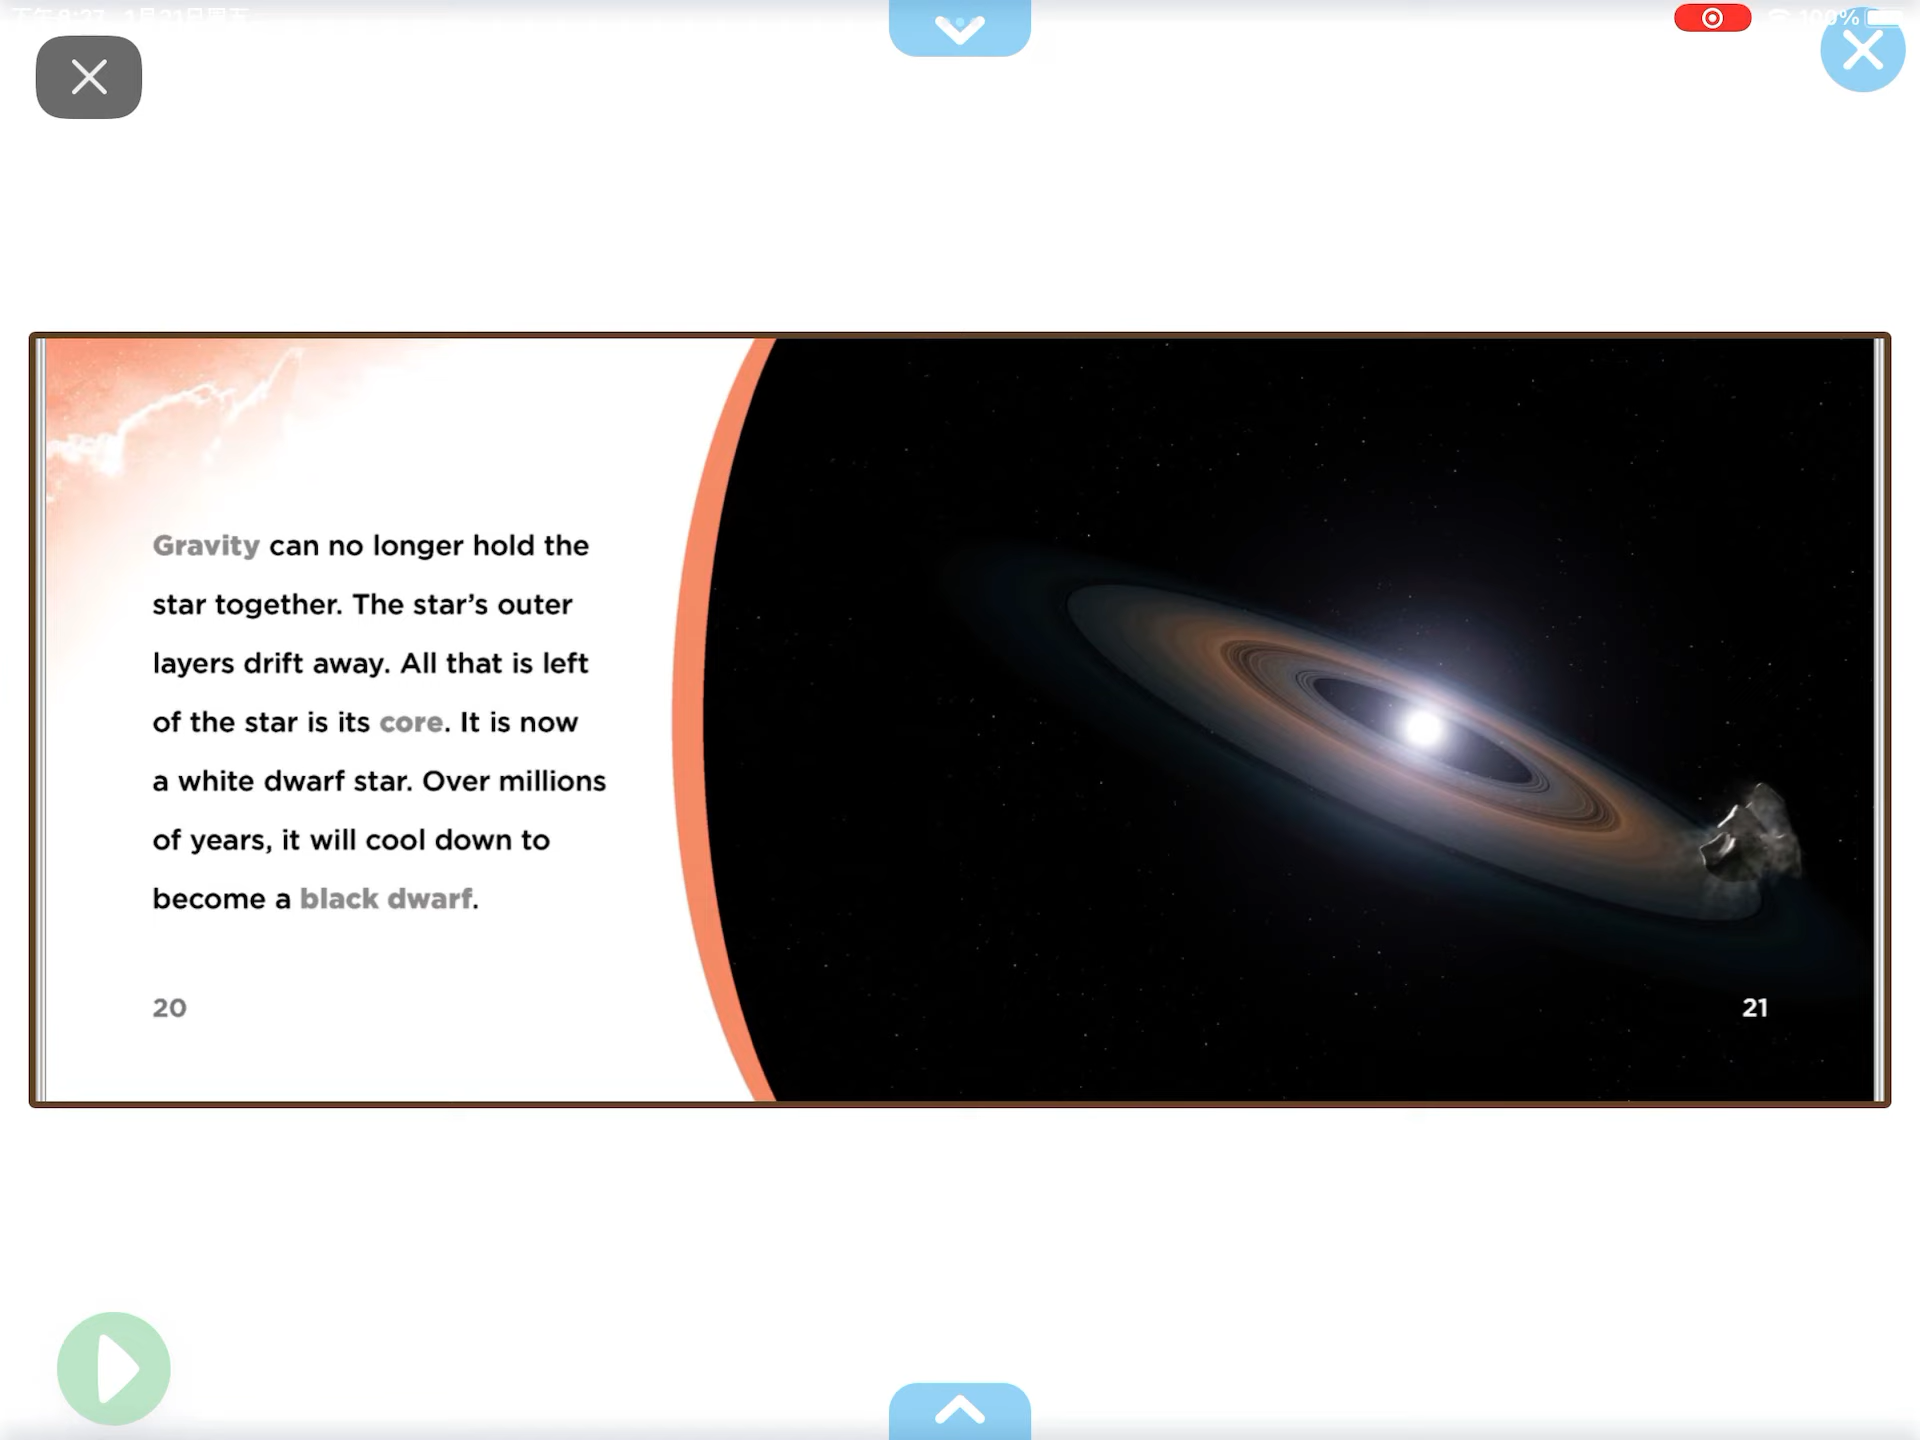 Gravity can no longer hold the
star together. The star’s outer
layers drift away. All that is left
of the star is its core. It is now
a white dwarf star. Over millions
of years, it will cool down to
become a black dwarf.
20
21
100%